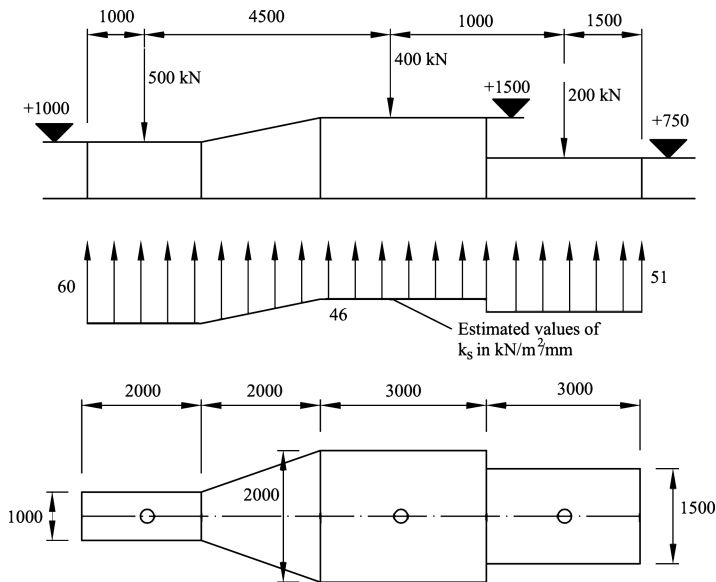 1000 4500 1000 1500
500 kN 400 kN 200 kN
+1000 +1500 +750
60 46 51
Estimated values of
kₛ in kN/m²/mm
2000 2000 3000 3000
1000 2000 1500